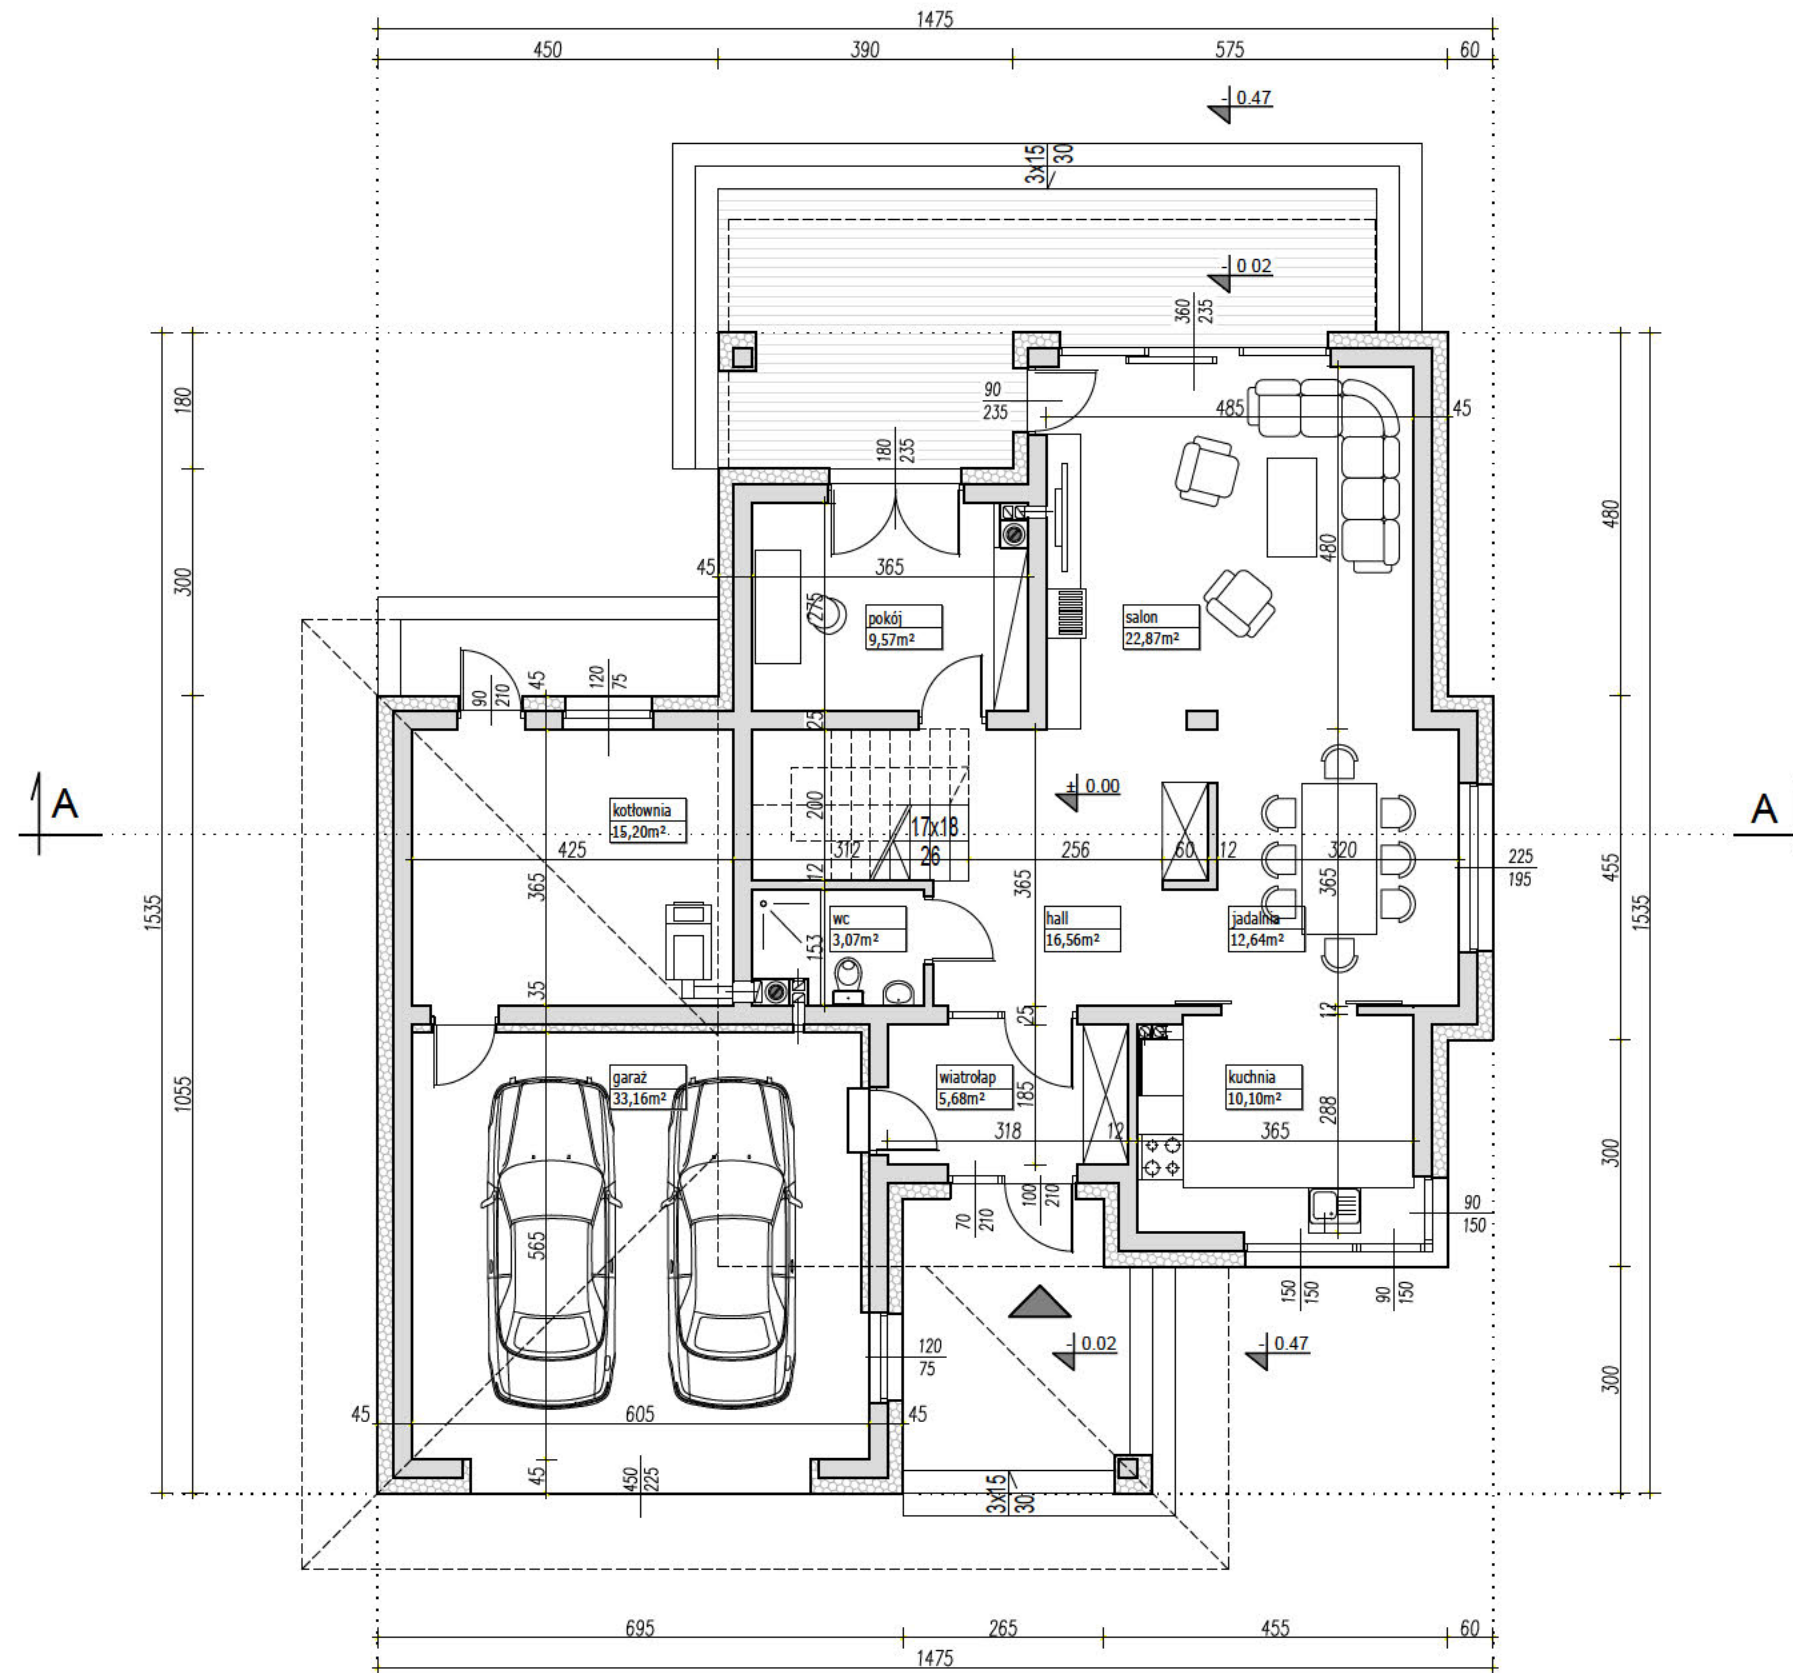 1475
450 390 575 60
- 0.47
3x15
30
- 0 02
360
235
180
90
235
485 45
180
235
480
480
45 365
275
300
pokój
9,57m²
salon
22,87m²
90
210
45
120
75
25
± 0.00
A
A
kotłownia
15,20m²
200
17x18
26
425 312 256 60 12 320
225
195
365
12
365
365
455
1535
1535
wc
3,07m²
hall
16,56m²
jadalnia
12,64m²
153
35
25
12
1055
garaż
33,16m²
wiatrołap
5,68m²
kuchnia
10,10m²
185
288
318 12 365
300
70
210
100
210
90
150
565
150
150
90
150
120
75
- 0.02
- 0.47
300
45 605 45
45
450
225
3x15
30
695 265 455 60
1475